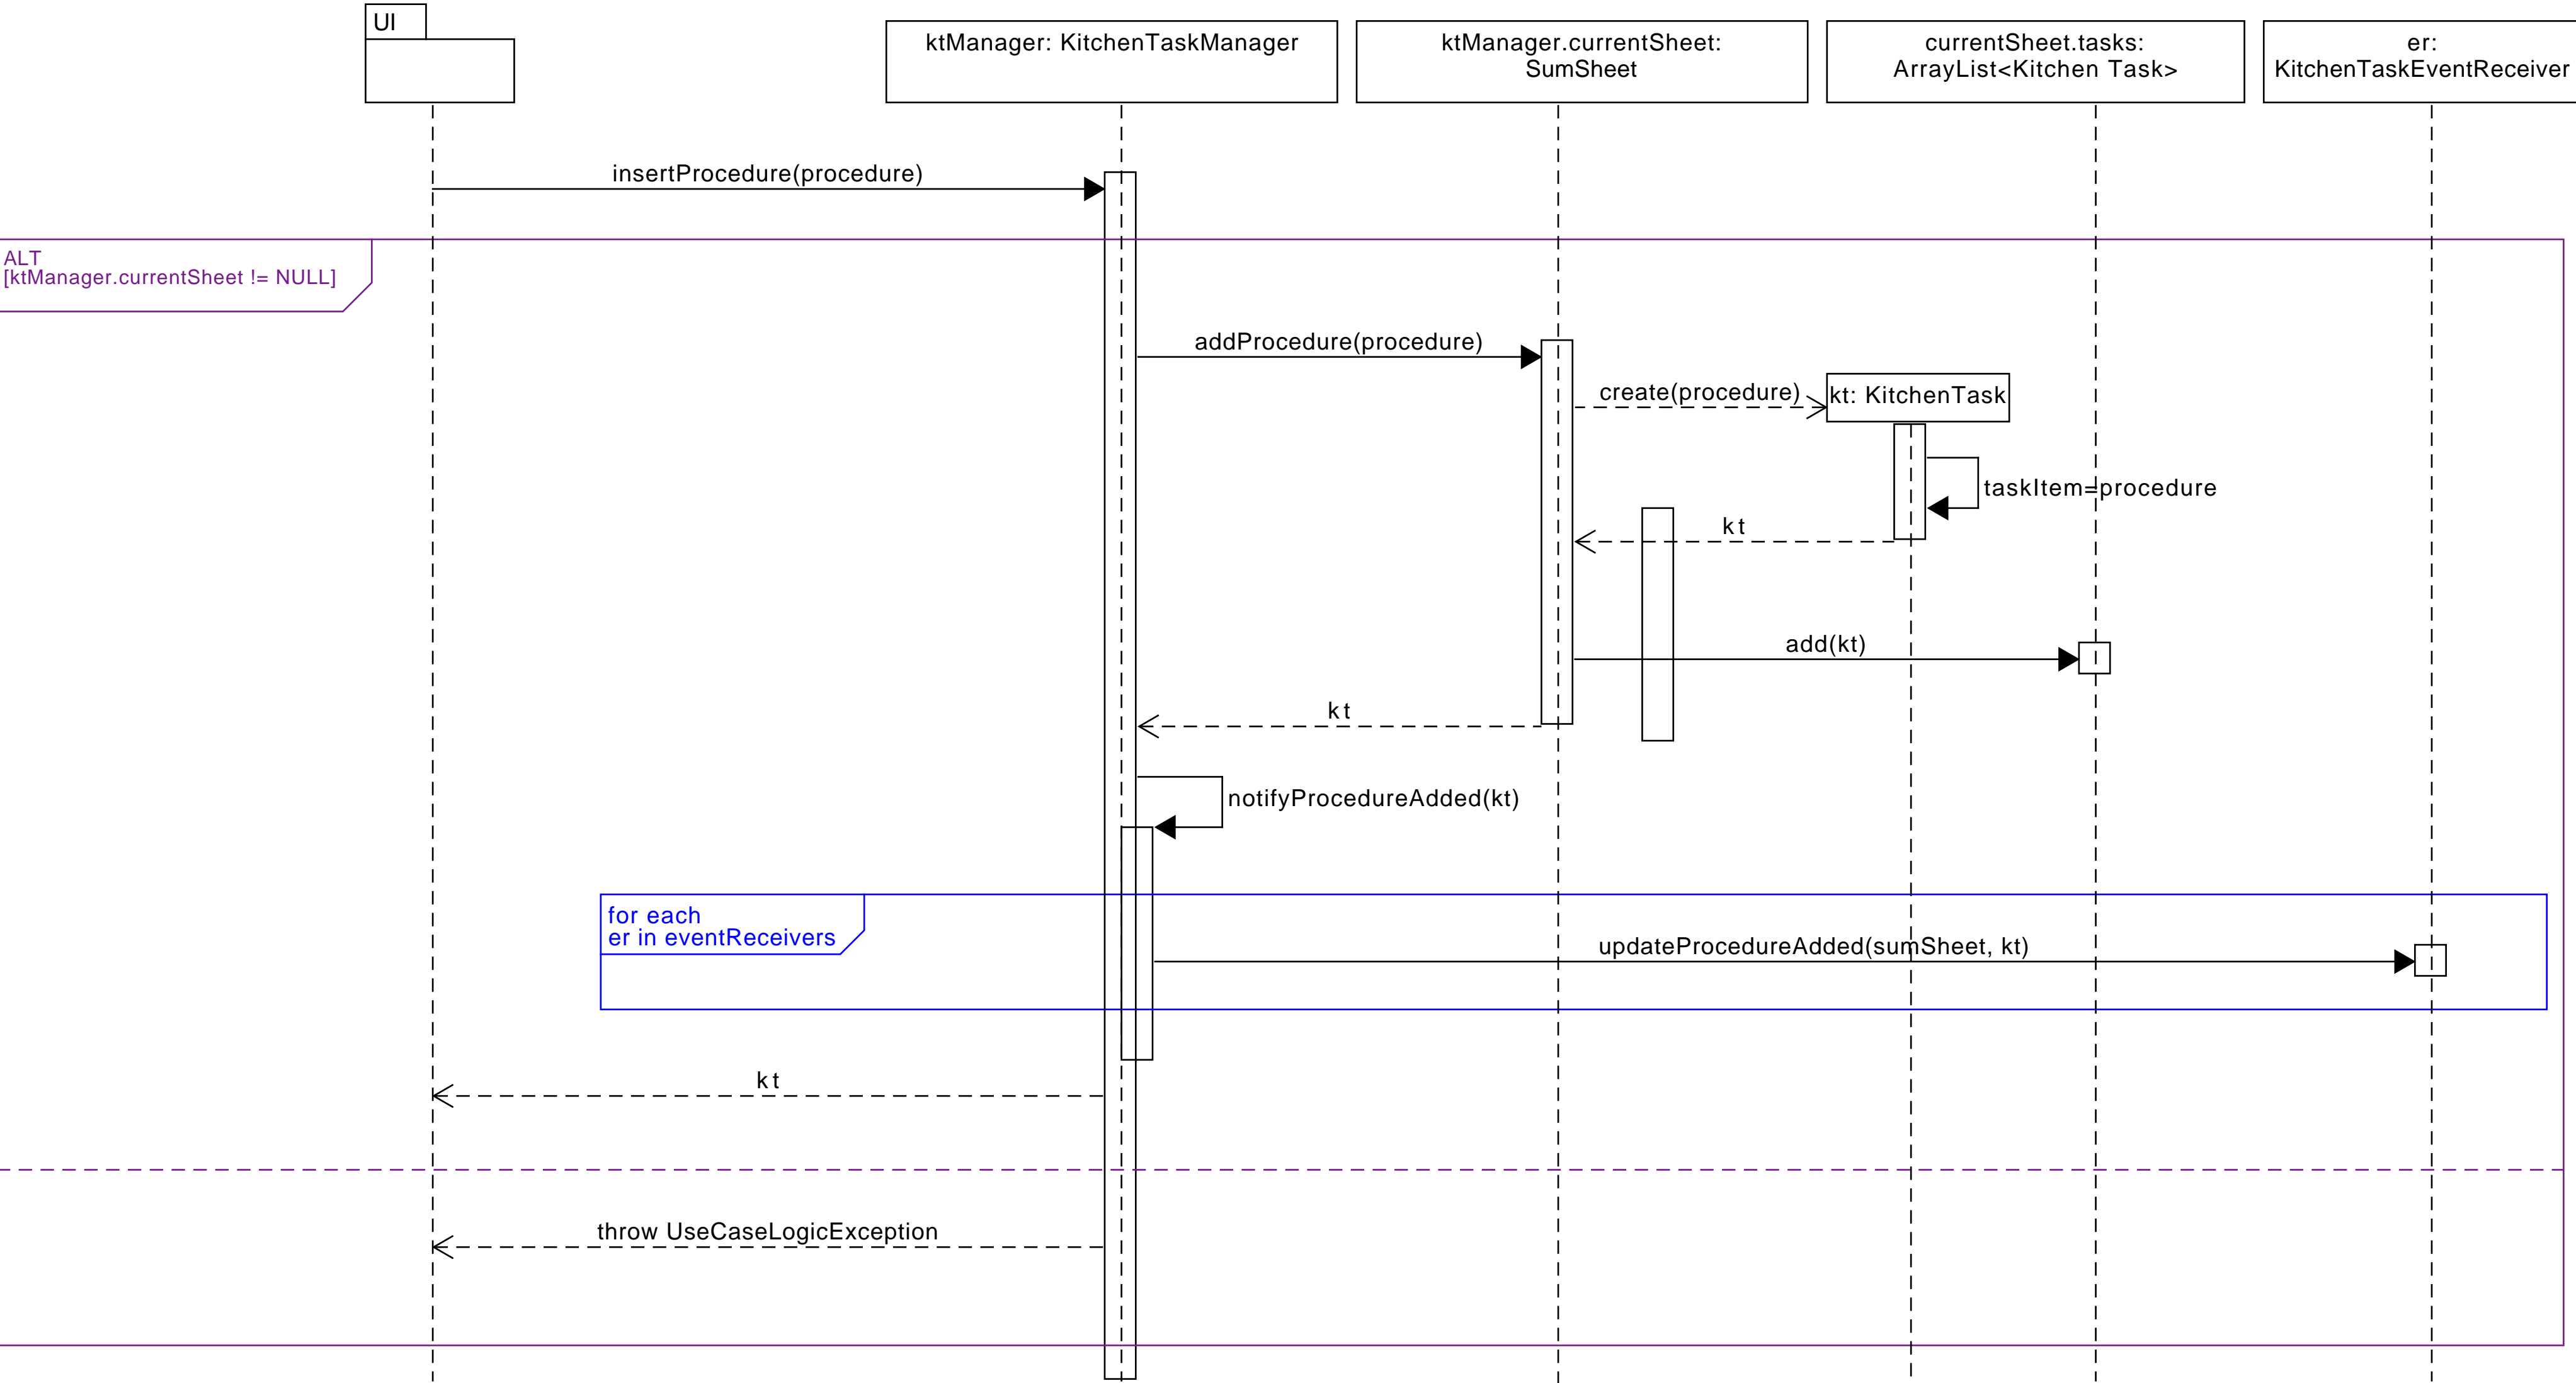 UI
ktManager: KitchenTaskManager
ktManager.currentSheet:
SumSheet
currentSheet.tasks:
ArrayList<Kitchen Task>
er:
KitchenTaskEventReceiver
insertProcedure(procedure)
ALT
[ktManager.currentSheet != NULL]
addProcedure(procedure)
create(procedure)
kt: KitchenTask
taskItem=procedure
kt
add(kt)
kt
notifyProcedureAdded(kt)
for each
er in eventReceivers
updateProcedureAdded(sumSheet, kt)
kt
throw UseCaseLogicException